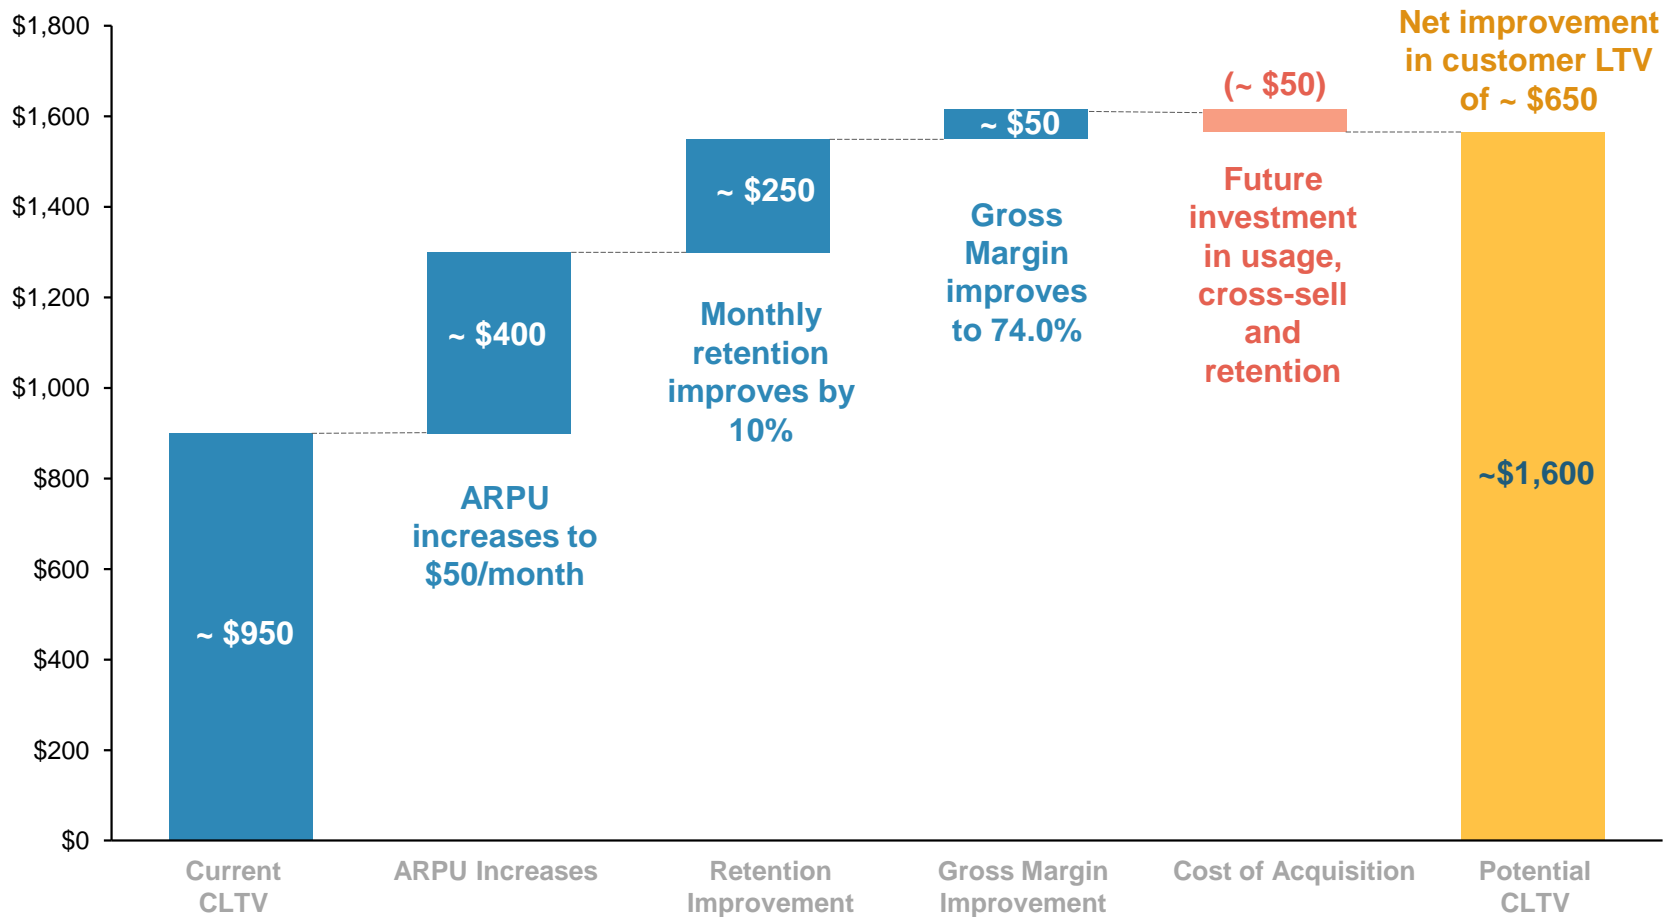 $1,800
$1,600
$1,400
$1,200
$1,000
$800
$600
$400
$200
$0
~ $950
~ $400
ARPU
increases to
$50/month
~ $250
Monthly
retention
improves by
10%
~ $50
Gross
Margin
improves
to 74.0%
(~ $50)
Future
investment
in usage,
cross-sell
and
retention
Net improvement
in customer LTV
of ~ $650
~$1,600
Current
CLTV
ARPU Increases
Retention
Improvement
Gross Margin
Improvement
Cost of Acquisition
Potential
CLTV